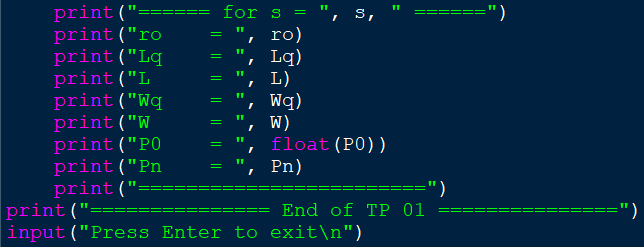 print("====== for s = ", s, " ======")
    print("ro    = ", ro)
    print("Lq    = ", Lq)
    print("L     = ", L)
    print("Wq    = ", Wq)
    print("W     = ", W)
    print("P0    = ", float(P0))
    print("Pn    = ", Pn)
    print("========================")
print("=============== End of TP 01 ===============")
input("Press Enter to exit\n")